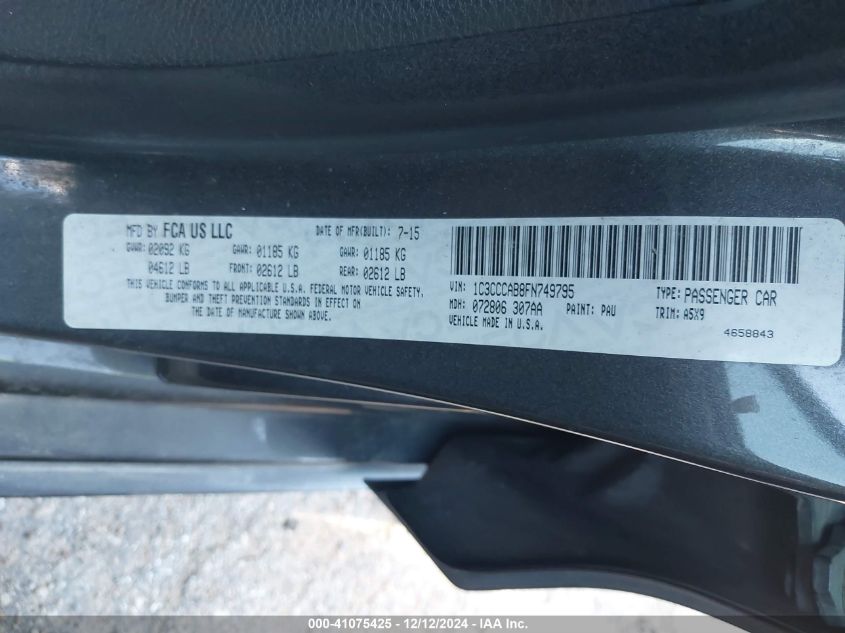 MFD BY FCA US LLC DATE OF MFR(BUILT): 7-15
GVWR: 02092 KG GAWR: 01185 KG GAWR: 01185 KG
04612 LB FRONT: 02612 LB REAR: 02612 LB
THIS VEHICLE CONFORMS TO ALL APPLICABLE U.S.A. FEDERAL MOTOR VEHICLE SAFETY,
BUMPER AND THEFT PREVENTION STANDARDS IN EFFECT ON
THE DATE OF MANUFACTURE SHOWN ABOVE.
VIN: 1C3CCCAB8FN749795 TYPE: PASSENGER CAR
MDH: 072806 307AA PAINT: PAU TRIM: A5X9
VEHICLE MADE IN U.S.A.
4658843
000-41075425 - 12/12/2024 - IAA Inc.